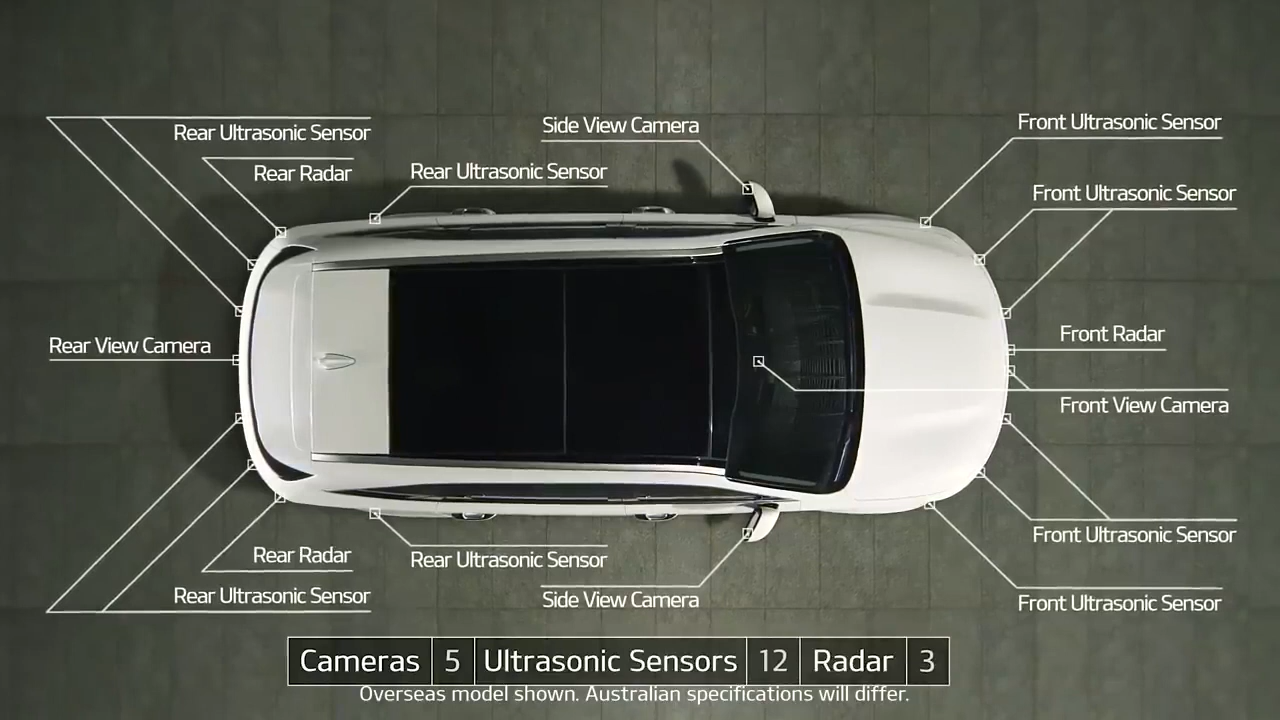 Front Ultrasonic Sensor
Side View Camera
Rear Ultrasonic Sensor
Rear Ultrasonic Sensor
Rear Radar
Front Ultrasonic Sensor
Front Radar
Rear View Camera
Front View Camera
Front Ultrasonic Sensor
Rear Radar
Rear Ultrasonic Sensor
Rear Ultrasonic Sensor
Side View Camera
Front Ultrasonic Sensor
Cameras 5 Ultrasonic Sensors 12 Radar 3
Overseas model shown. Australian specifications will differ.